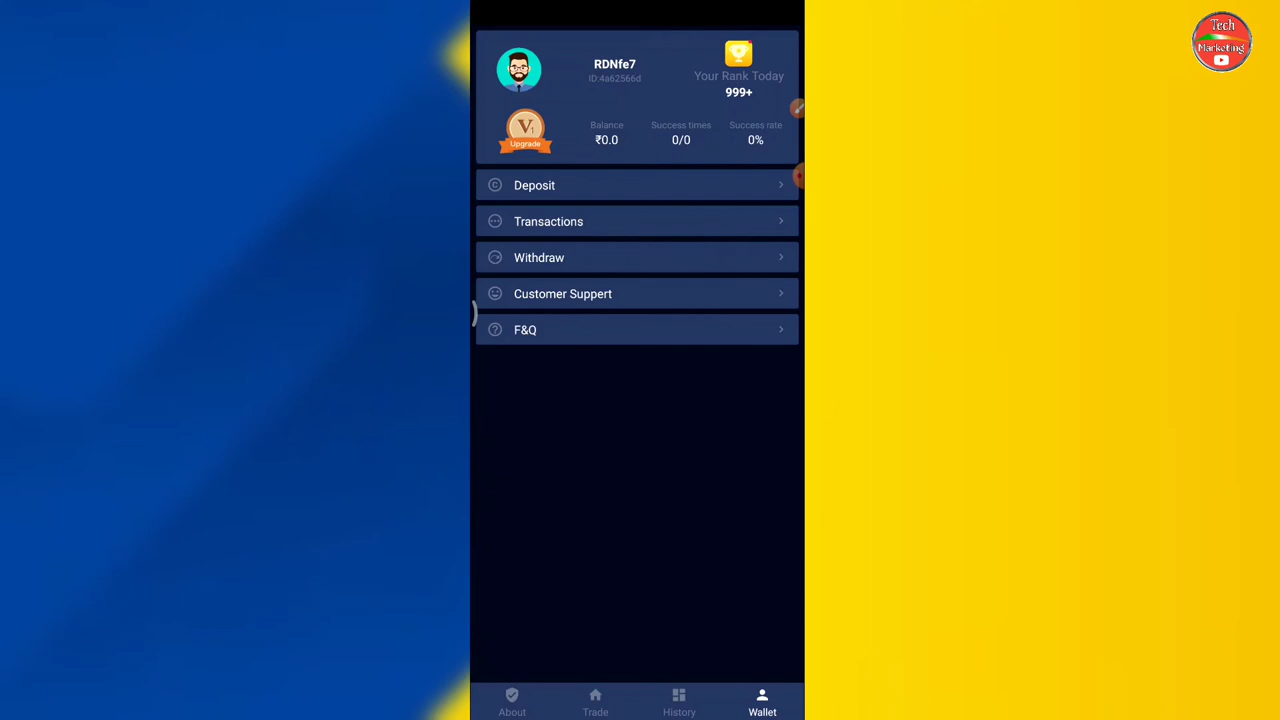 Tech
Marketing
RDNfe7
ID:4a62566d
Your Rank Today
999+
V1
Upgrade
Balance
₹0.0
Success times
0/0
Success rate
0%
Deposit
Transactions
Withdraw
Customer Suppert
F&Q
About
Trade
History
Wallet